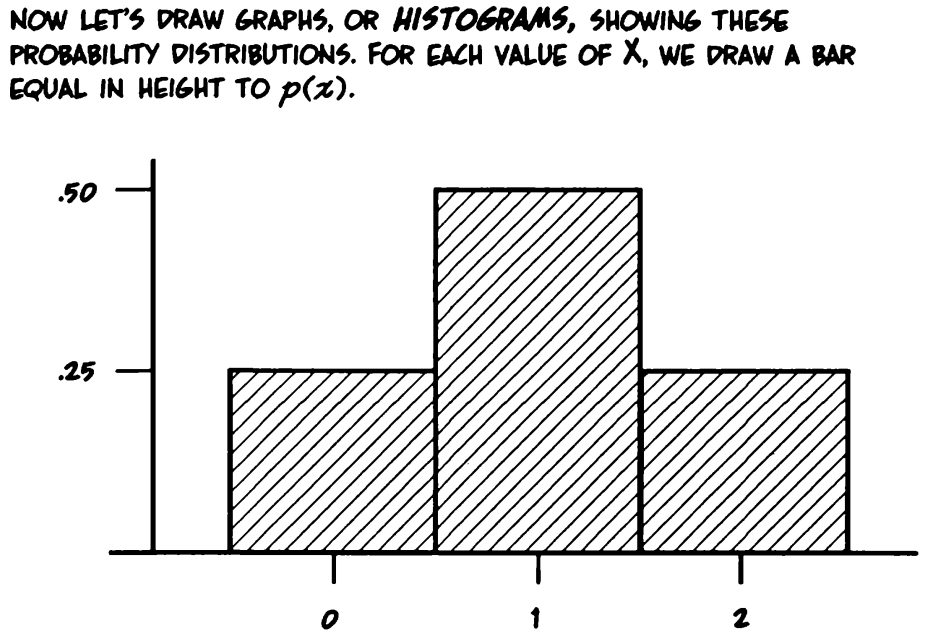 NOW LET'S DRAW GRAPHS, OR HISTOGRAMS, SHOWING THESE
PROBABILITY DISTRIBUTIONS. FOR EACH VALUE OF X, WE DRAW A BAR
EQUAL IN HEIGHT TO p(x).
.50
.25
0 1 2